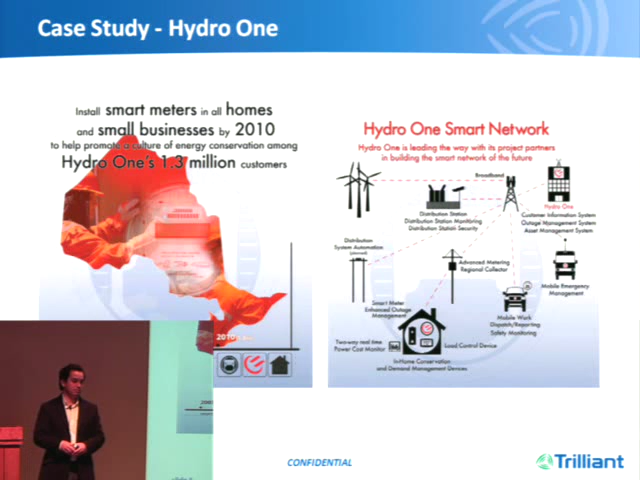 Case Study - Hydro One
Install smart meters in all homes
and small businesses by 2010
to help promote a culture of energy conservation among
Hydro One's 1.3 million customers
2010
Hydro One Smart Network
Hydro One is leading the way with its project partners
in building the smart network of the future
Broadband
Hydro One
Customer Information System
Outage Management System
Asset Management System
Distribution Station
Distribution Station Monitoring
Distribution Station Security
Distribution
System Automation
(planned)
Advanced Metering
Regional Collector
Mobile Emergency
Management
Smart Meter
Enhanced Outage
Management
Mobile Work
Dispatch/Reporting
Safety Monitoring
Two-way real time
Power Cost Monitor
Load Control Device
In-Home Conservation
and Demand Management Devices
CONFIDENTIAL
Trilliant